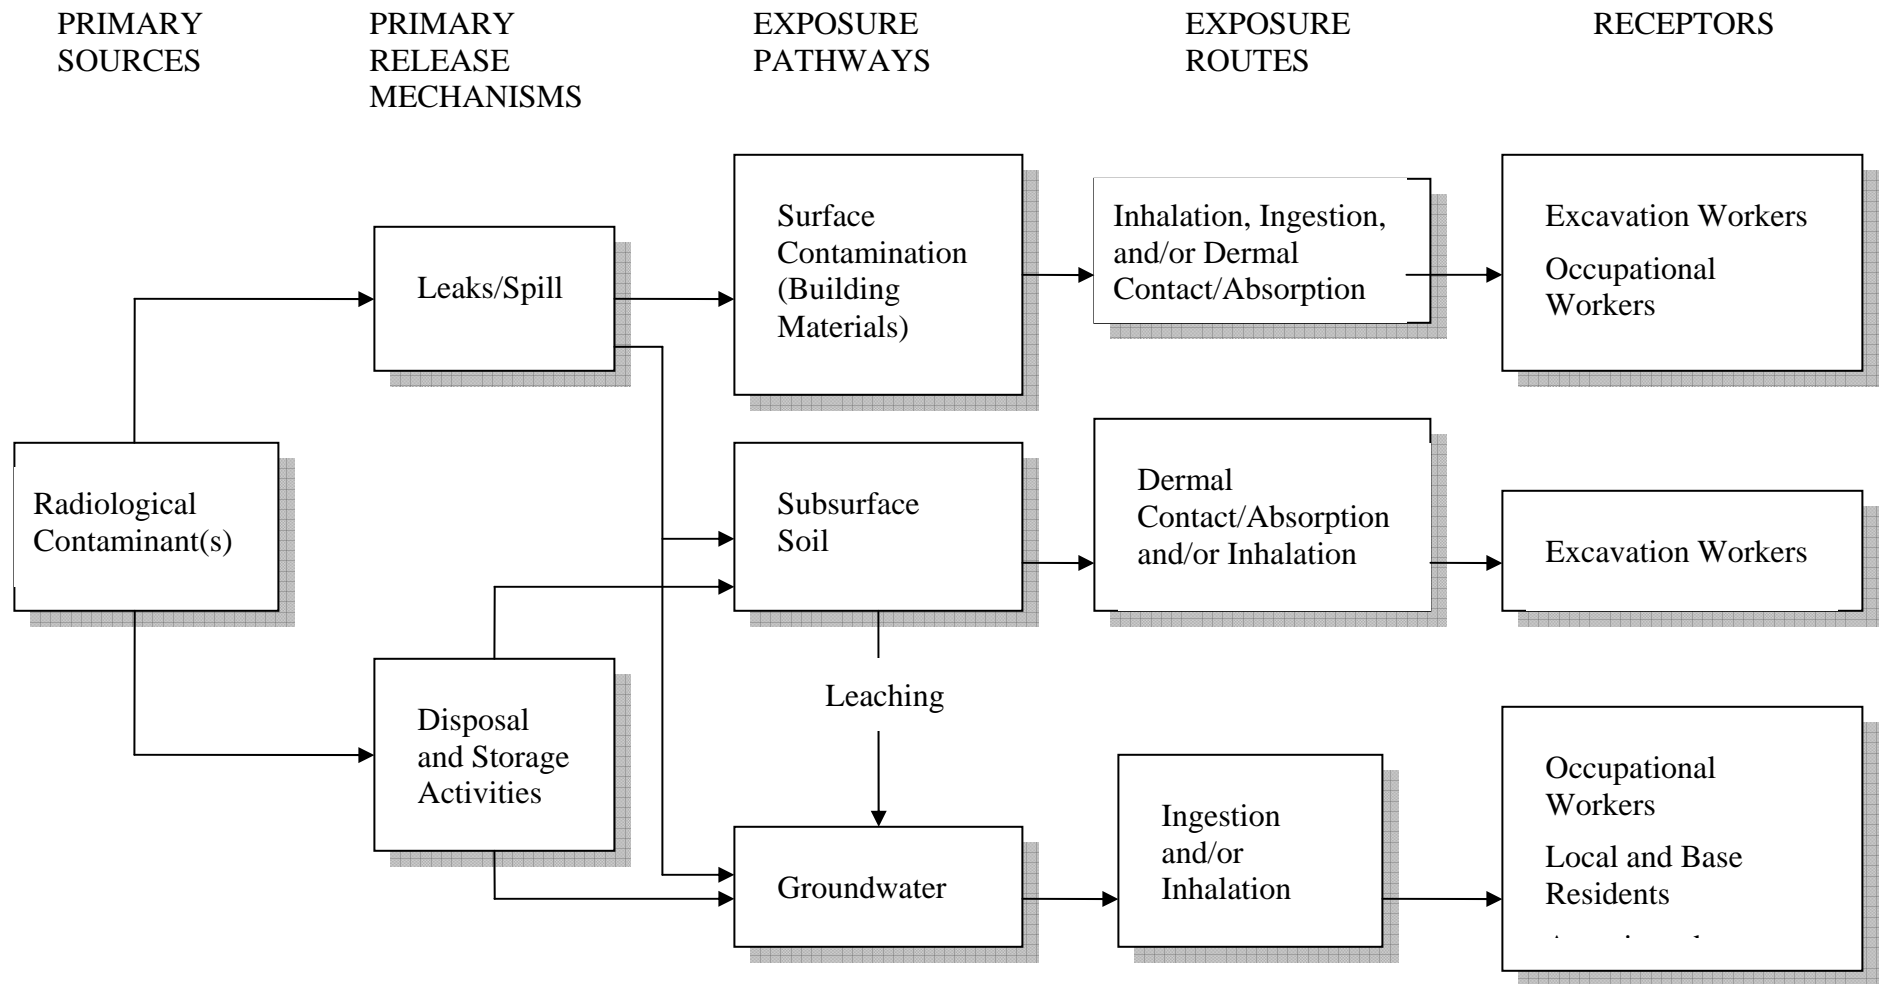 PRIMARY
SOURCES
PRIMARY
RELEASE
MECHANISMS
EXPOSURE
PATHWAYS
EXPOSURE
ROUTES
RECEPTORS
Radiological
Contaminant(s)
Leaks/Spill
Disposal
and Storage
Activities
Surface
Contamination
(Building
Materials)
Subsurface
Soil
Leaching
Groundwater
Inhalation, Ingestion,
and/or Dermal
Contact/Absorption
Dermal
Contact/Absorption
and/or Inhalation
Ingestion
and/or
Inhalation
Excavation Workers
Occupational
Workers
Excavation Workers
Occupational
Workers
Local and Base
Residents